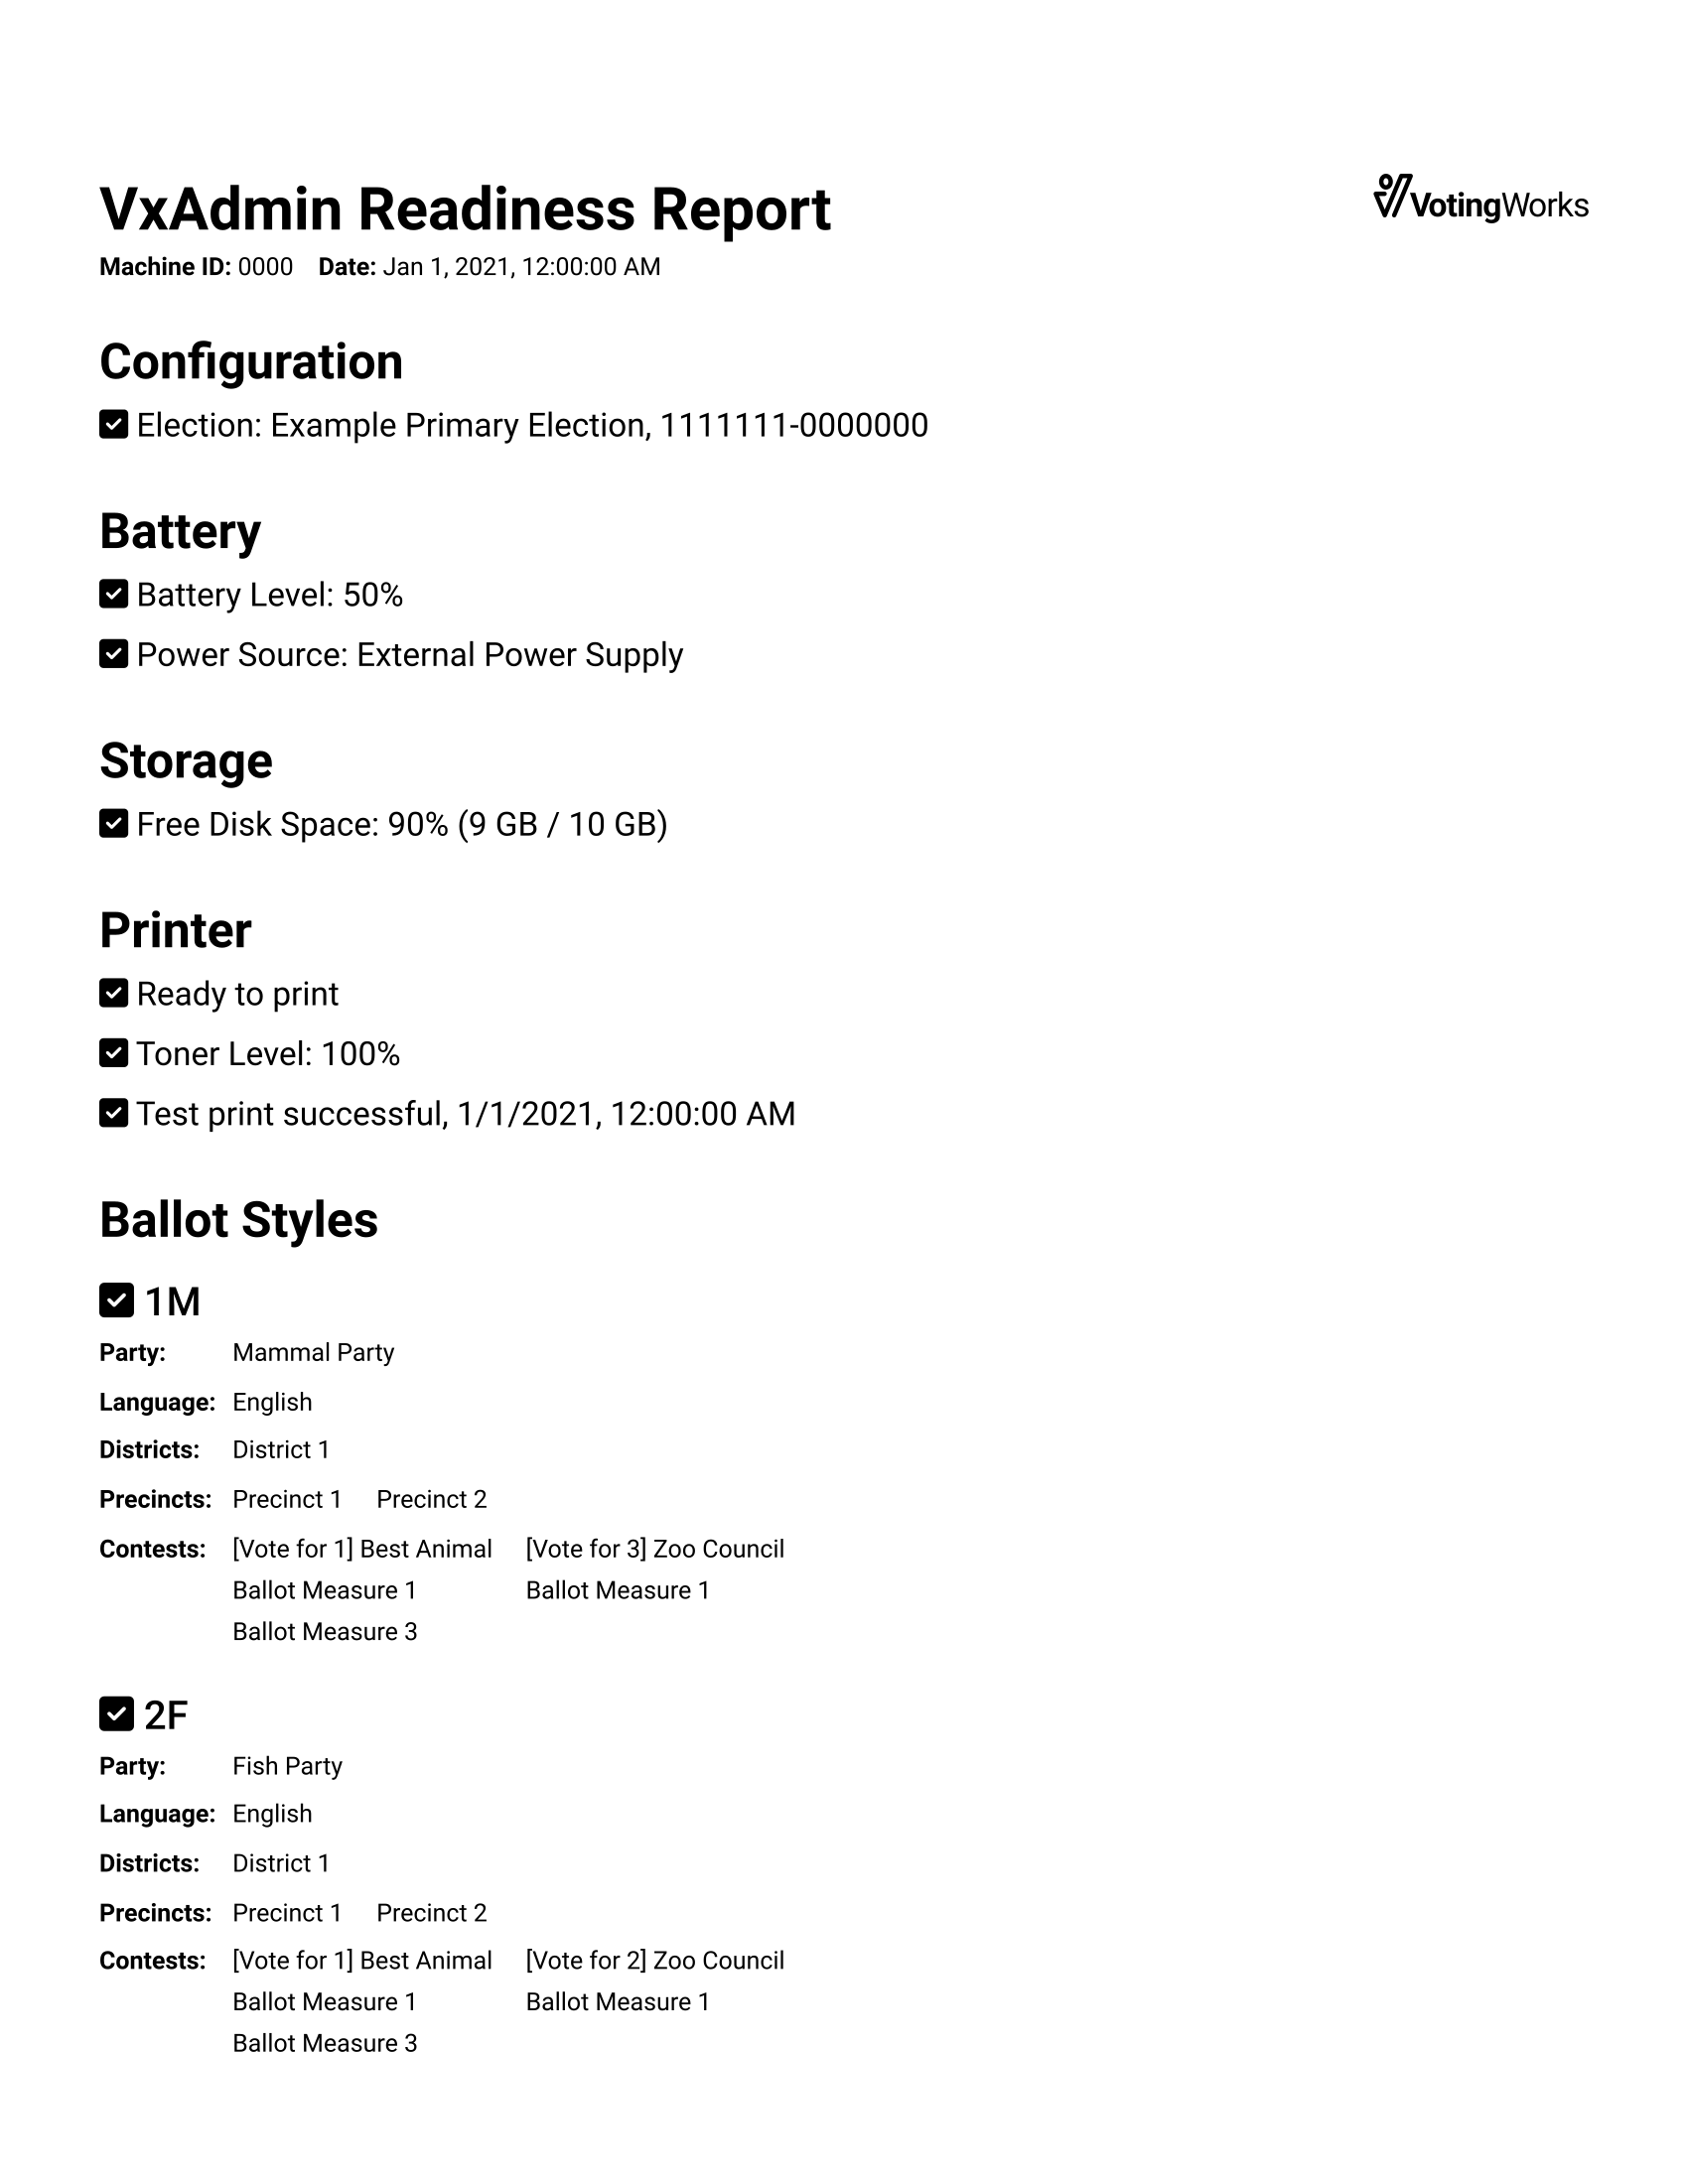 VxAdmin Readiness Report
VotingWorks
Machine ID: 0000 Date: Jan 1, 2021, 12:00:00 AM
Configuration
Election: Example Primary Election, 1111111-0000000
Battery
Battery Level: 50%
Power Source: External Power Supply
Storage
Free Disk Space: 90% (9 GB / 10 GB)
Printer
Ready to print
Toner Level: 100%
Test print successful, 1/1/2021, 12:00:00 AM
Ballot Styles
1M
Party: Mammal Party
Language: English
Districts: District 1
Precincts: Precinct 1 Precinct 2
Contests: [Vote for 1] Best Animal [Vote for 3] Zoo Council
Ballot Measure 1 Ballot Measure 1
Ballot Measure 3
2F
Party: Fish Party
Language: English
Districts: District 1
Precincts: Precinct 1 Precinct 2
Contests: [Vote for 1] Best Animal [Vote for 2] Zoo Council
Ballot Measure 1 Ballot Measure 1
Ballot Measure 3